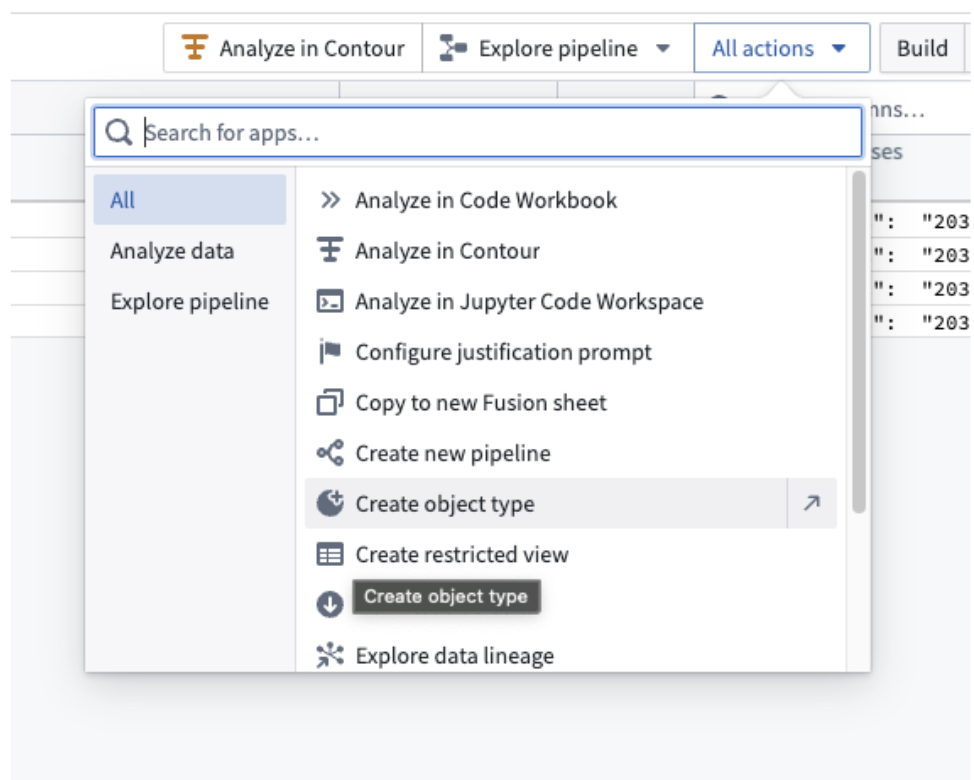 Analyze in Contour Explore pipeline All actions Build
Search for apps… nns…
ses
All
Analyze data
Explore pipeline
Analyze in Code Workbook
Analyze in Contour
Analyze in Jupyter Code Workspace
Configure justification prompt
Copy to new Fusion sheet
Create new pipeline
Create object type
Create restricted view
Create object type
Explore data lineage
": "203
": "203
": "203
": "203